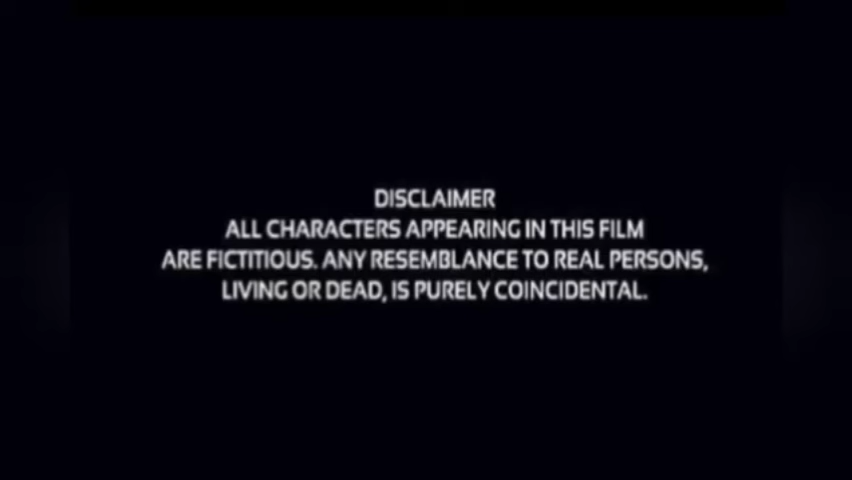 DISCLAIMER
ALL CHARACTERS APPEARING IN THIS FILM
ARE FICTITIOUS. ANY RESEMBLANCE TO REAL PERSONS,
LIVING OR DEAD, IS PURELY COINCIDENTAL.